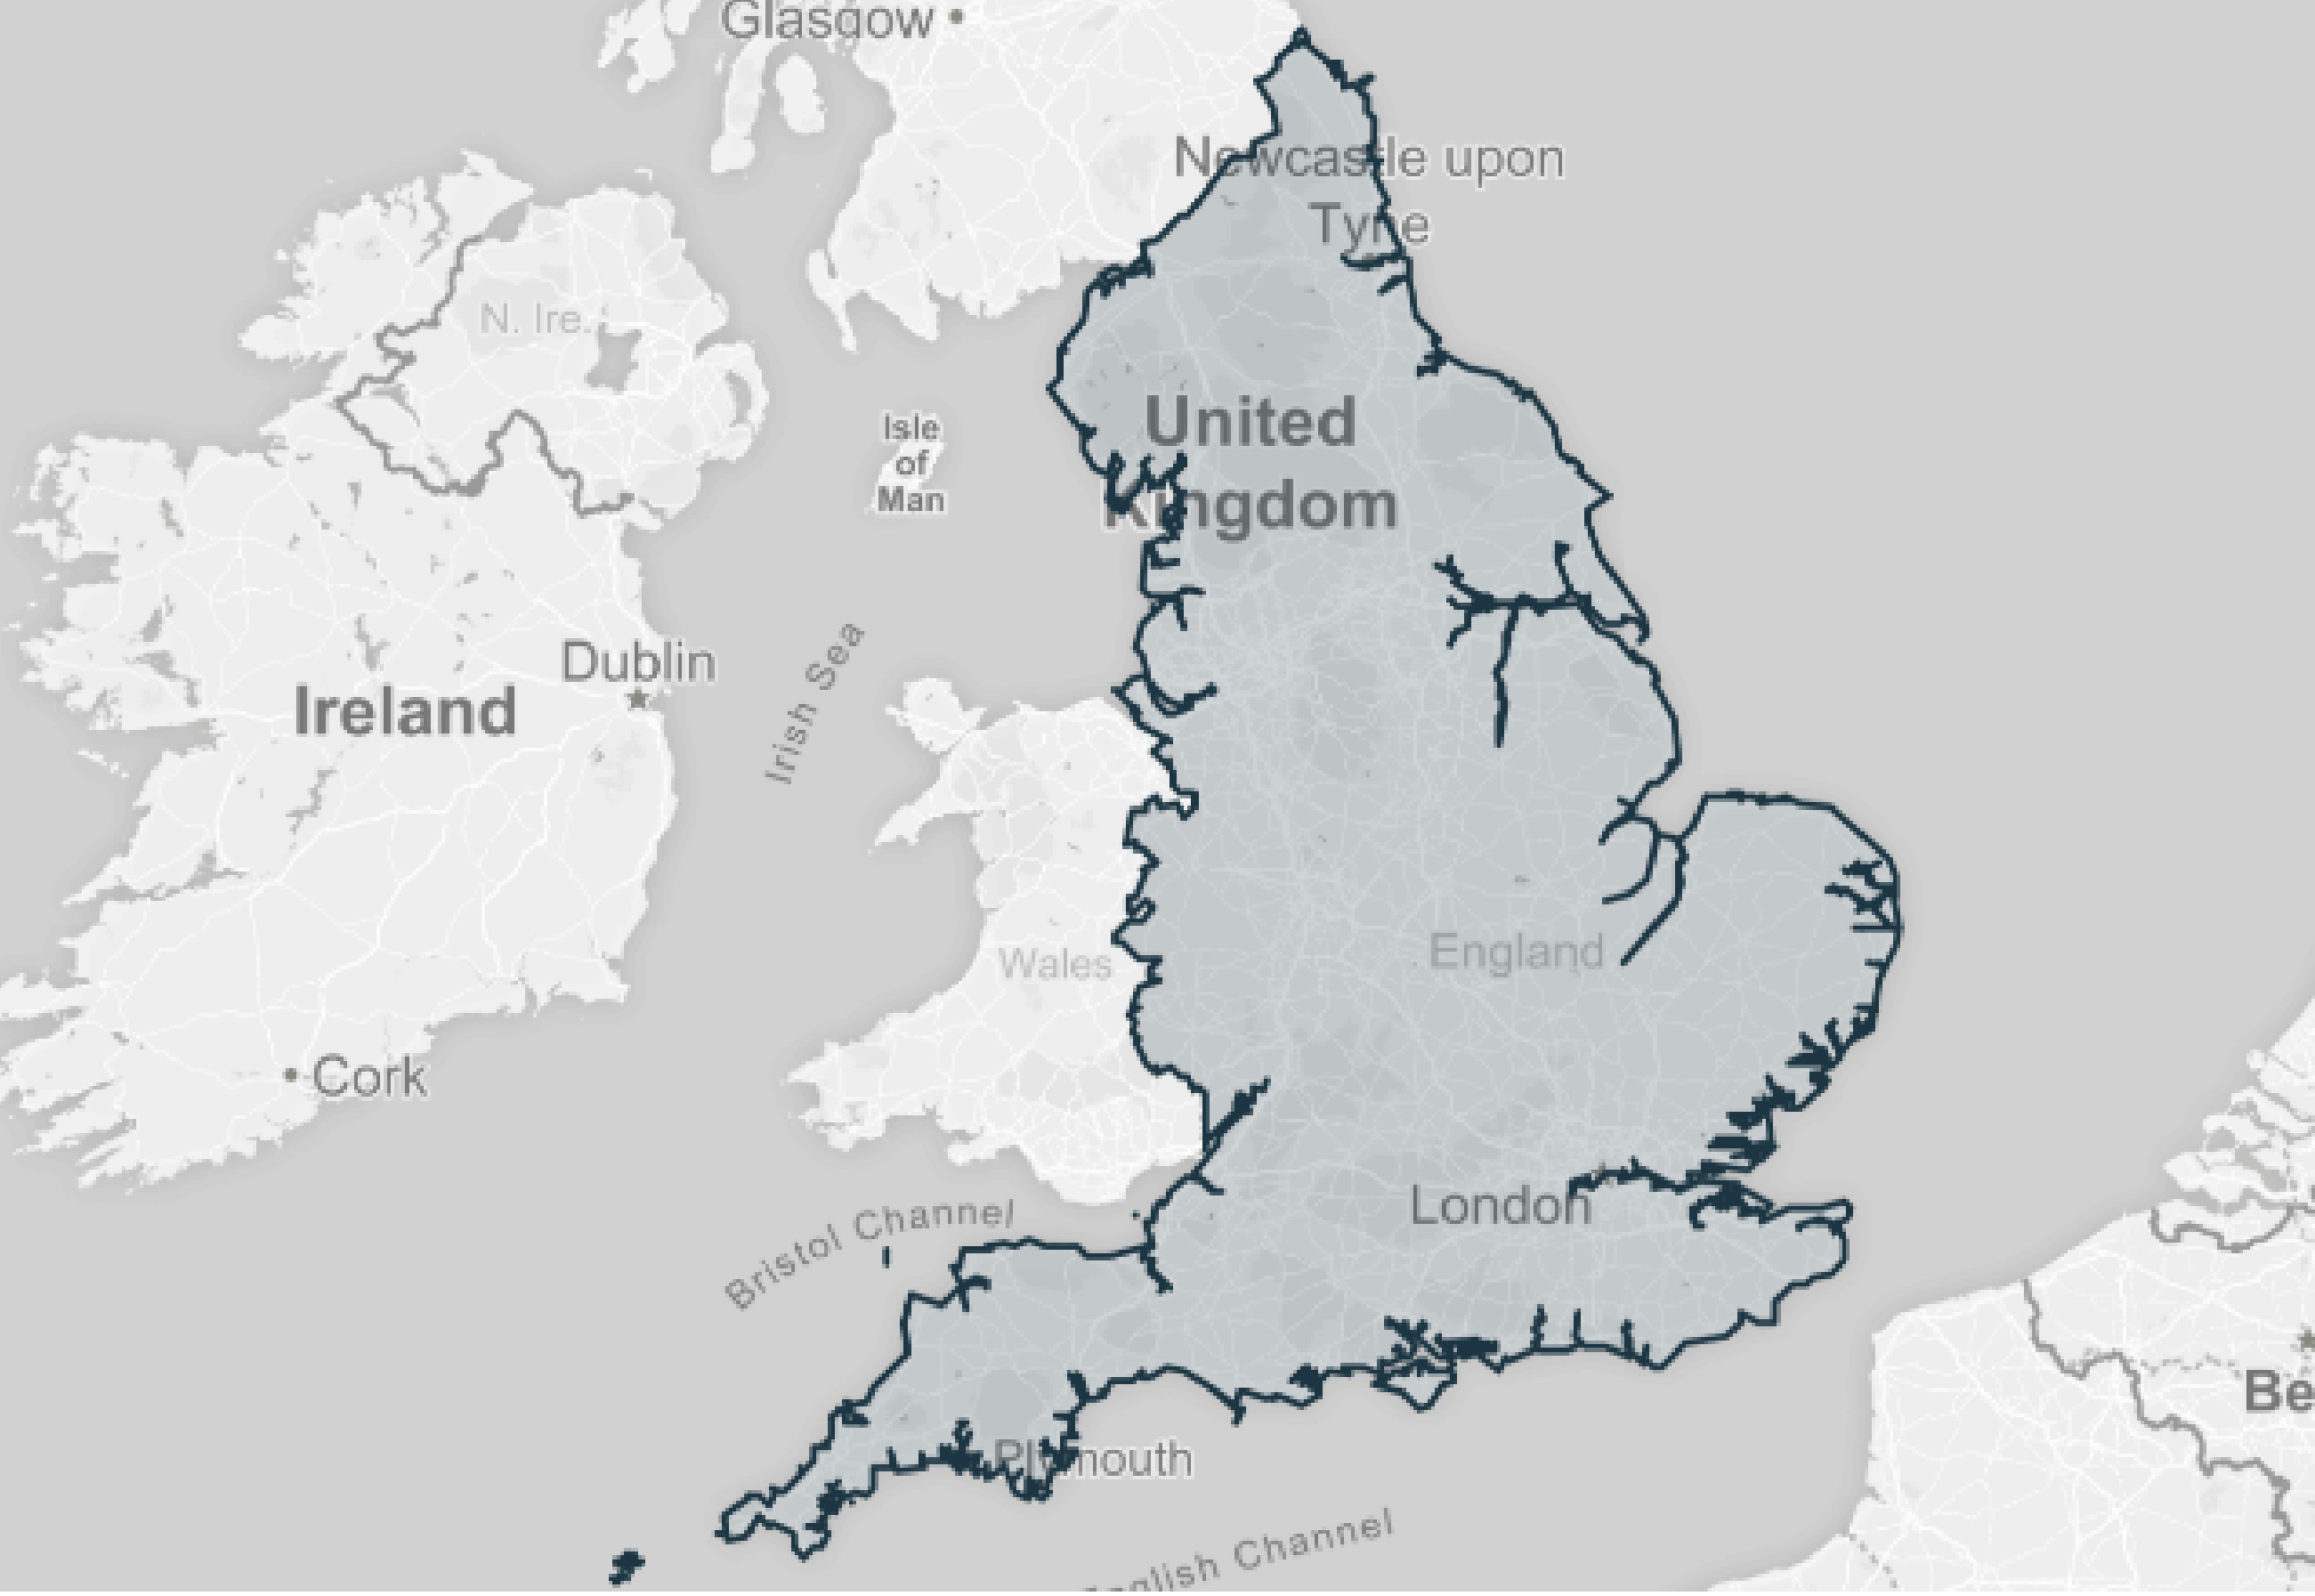 Glasgow
Newcastle upon
Tyne
N. Ire.
United
Kingdom
Isle
of
Man
Irish Sea
Dublin
Ireland
England
Wales
Cork
London
Bristol Channel
Be
Plymouth
English Channel